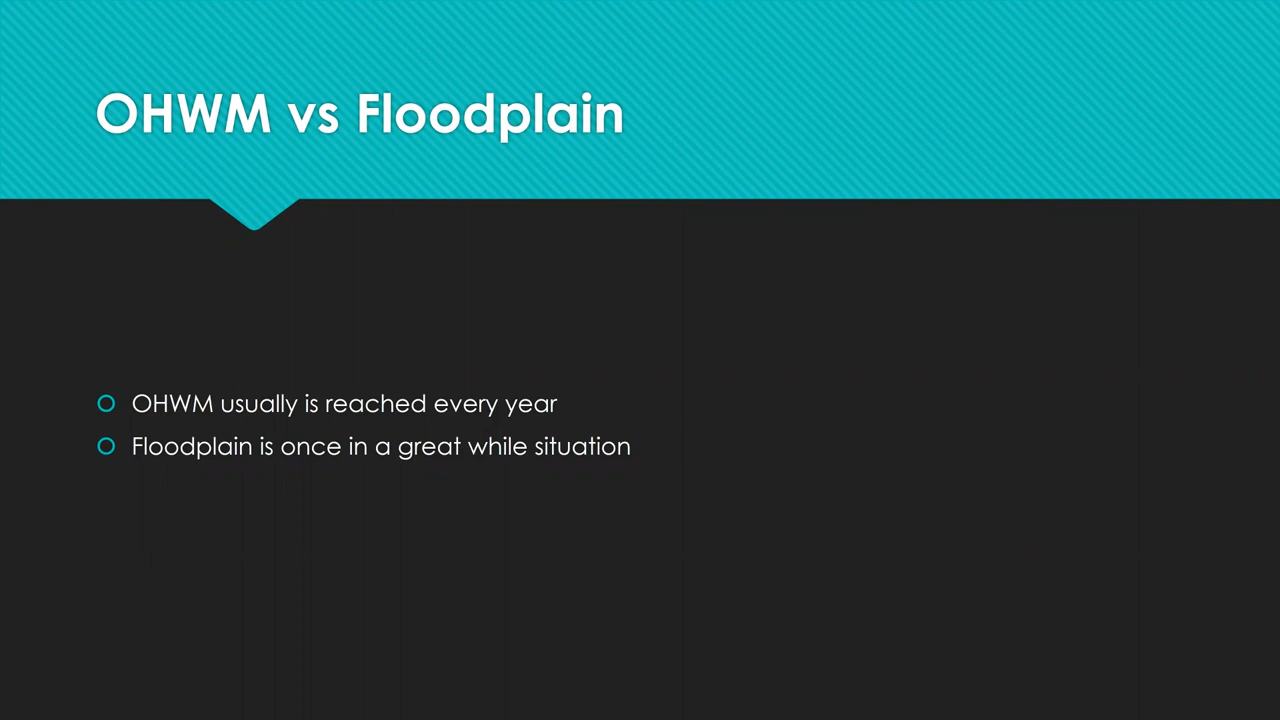 OHWM vs Floodplain
OHWM usually is reached every year
Floodplain is once in a great while situation